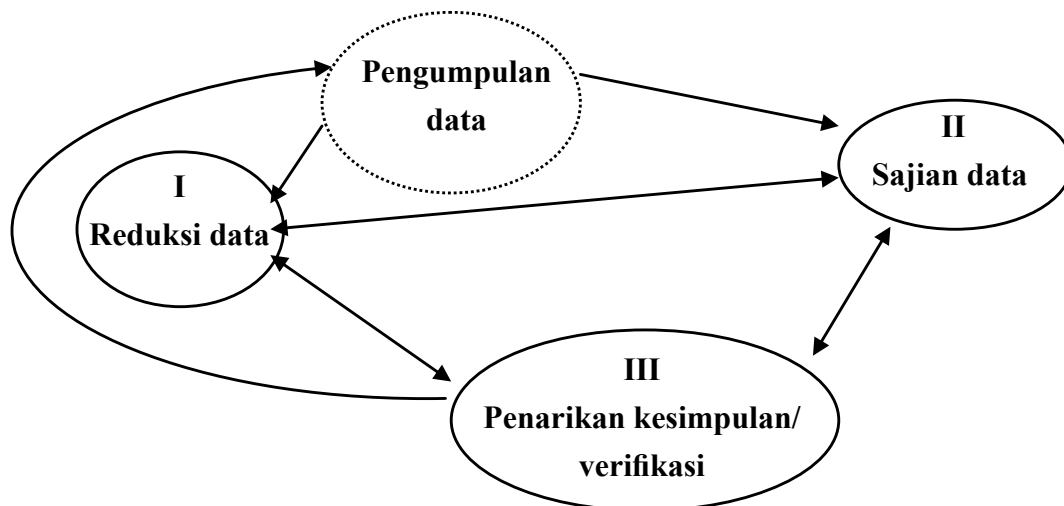 Pengumpulan
data
I
Reduksi data
II
Sajian data
III
Penarikan kesimpulan/
verifikasi